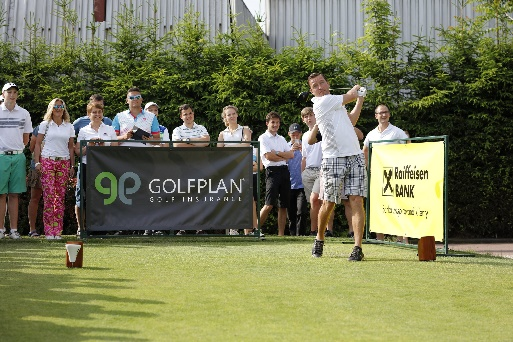 gp GOLFPLAN
GOLF INSURANCE
Raiffeisen
BANK